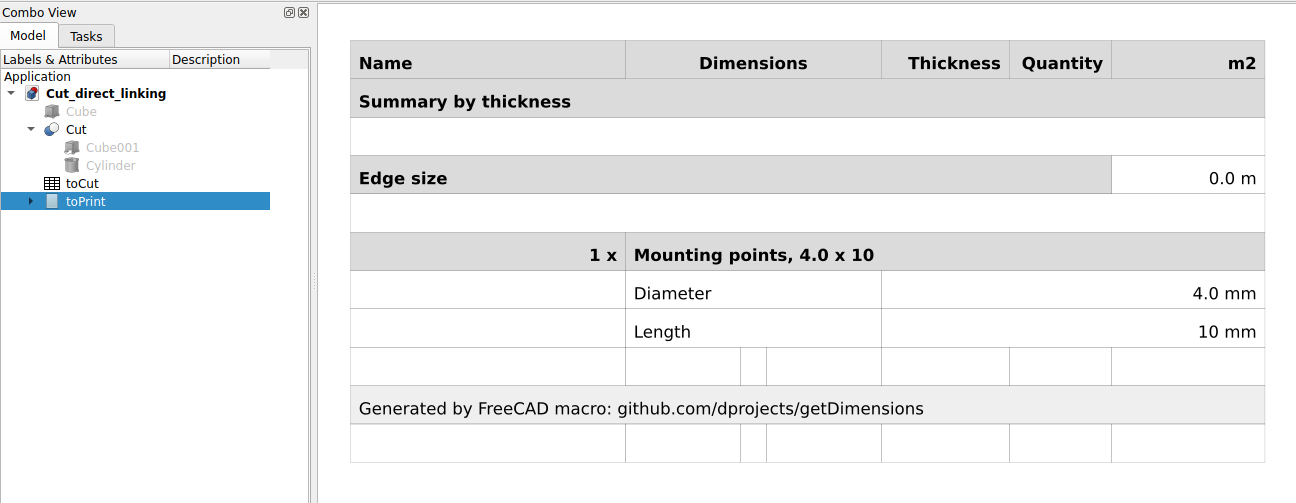 Combo View
Model Tasks
Labels & Attributes Description
Application
Cut_direct_linking
Cube
Cut
Cube001
Cylinder
toCut
toPrint
Name Dimensions Thickness Quantity m2
Summary by thickness
Edge size 0.0 m
1 x Mounting points, 4.0 x 10
Diameter 4.0 mm
Length 10 mm
Generated by FreeCAD macro: github.com/dprojects/getDimensions